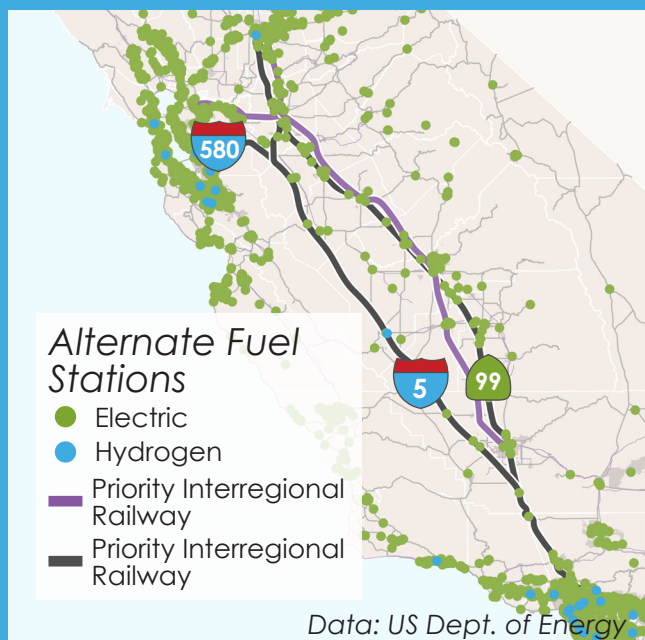 580
Alternate Fuel
Stations
Electric
Hydrogen
Priority Interregional
Railway
Priority Interregional
Railway
5
99
Data: US Dept. of Energy